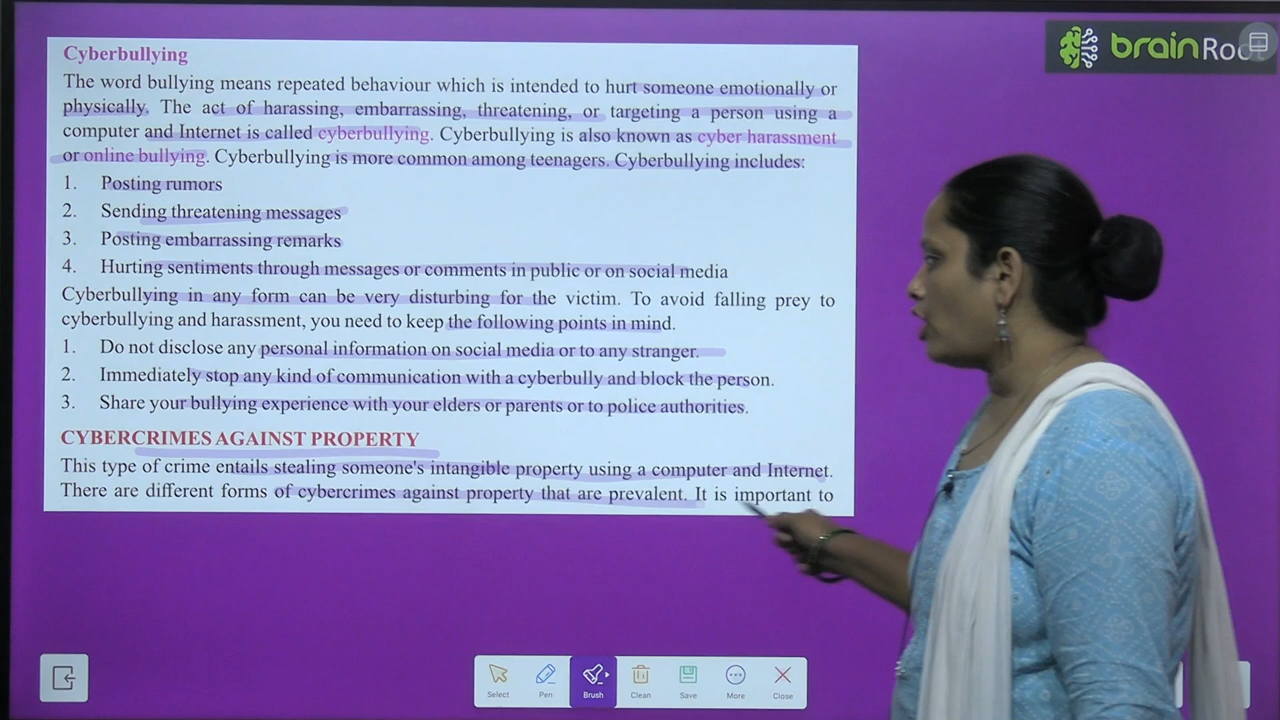 brainRoot
Cyberbullying
The word bullying means repeated behaviour which is intended to hurt someone emotionally or
physically. The act of harassing, embarrassing, threatening, or targeting a person using a
computer and Internet is called cyberbullying. Cyberbullying is also known as cyber harassment
or online bullying. Cyberbullying is more common among teenagers. Cyberbullying includes:
1. Posting rumors
2. Sending threatening messages
3. Posting embarrassing remarks
4. Hurting sentiments through messages or comments in public or on social media
Cyberbullying in any form can be very disturbing for the victim. To avoid falling prey to
cyberbullying and harassment, you need to keep the following points in mind.
1. Do not disclose any personal information on social media or to any stranger.
2. Immediately stop any kind of communication with a cyberbully and block the person.
3. Share your bullying experience with your elders or parents or to police authorities.
CYBERCRIMES AGAINST PROPERTY
This type of crime entails stealing someone's intangible property using a computer and Internet.
There are different forms of cybercrimes against property that are prevalent. It is important to
Select Pen Brush Clean Save More Close